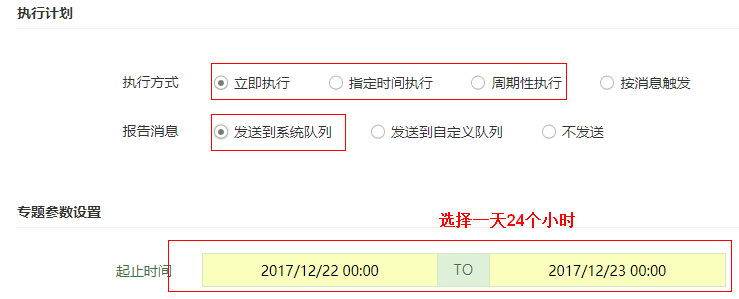 执行计划
执行方式 立即执行 指定时间执行 周期性执行 按消息触发
报告消息 发送到系统队列 发送到自定义队列 不发送
专题参数设置
选择一天24个小时
起止时间 2017/12/22 00:00 TO 2017/12/23 00:00